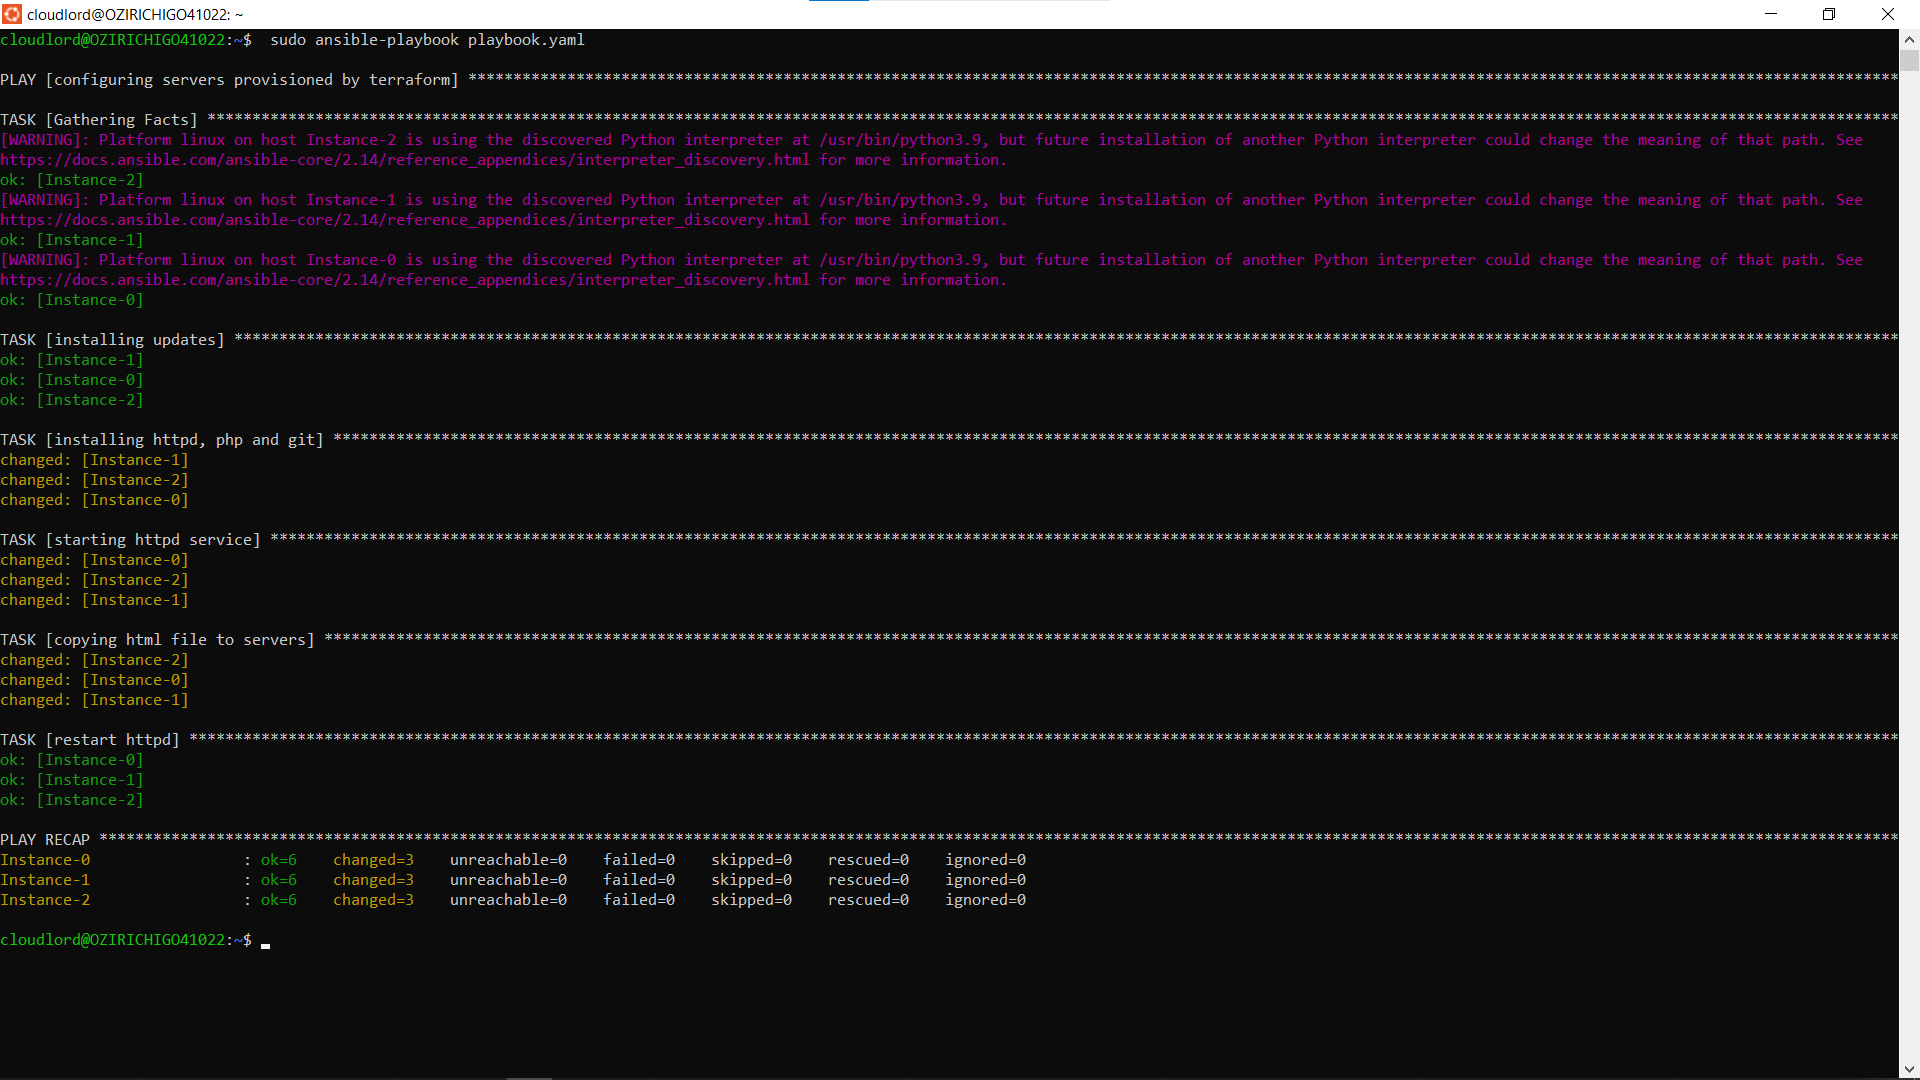 cloudlord@OZIRICHIGO41022: ~
cloudlord@OZIRICHIGO41022:~$  sudo ansible-playbook playbook.yaml
PLAY [configuring servers provisioned by terraform] ***************************************************************************************************************************************************************
TASK [Gathering Facts] ********************************************************************************************************************************************************************************************
[WARNING]: Platform linux on host Instance-2 is using the discovered Python interpreter at /usr/bin/python3.9, but future installation of another Python interpreter could change the meaning of that path. See
https://docs.ansible.com/ansible-core/2.14/reference_appendices/interpreter_discovery.html for more information.
ok: [Instance-2]
[WARNING]: Platform linux on host Instance-1 is using the discovered Python interpreter at /usr/bin/python3.9, but future installation of another Python interpreter could change the meaning of that path. See
https://docs.ansible.com/ansible-core/2.14/reference_appendices/interpreter_discovery.html for more information.
ok: [Instance-1]
[WARNING]: Platform linux on host Instance-0 is using the discovered Python interpreter at /usr/bin/python3.9, but future installation of another Python interpreter could change the meaning of that path. See
https://docs.ansible.com/ansible-core/2.14/reference_appendices/interpreter_discovery.html for more information.
ok: [Instance-0]
TASK [installing updates] *****************************************************************************************************************************************************************************************
ok: [Instance-1]
ok: [Instance-0]
ok: [Instance-2]
TASK [installing httpd, php and git] ******************************************************************************************************************************************************************************
changed: [Instance-1]
changed: [Instance-2]
changed: [Instance-0]
TASK [starting httpd service] *************************************************************************************************************************************************************************************
changed: [Instance-0]
changed: [Instance-2]
changed: [Instance-1]
TASK [copying html file to servers] *******************************************************************************************************************************************************************************
changed: [Instance-2]
changed: [Instance-0]
changed: [Instance-1]
TASK [restart httpd] **********************************************************************************************************************************************************************************************
ok: [Instance-0]
ok: [Instance-1]
ok: [Instance-2]
PLAY RECAP ********************************************************************************************************************************************************************************************************
Instance-0                 : ok=6    changed=3    unreachable=0    failed=0    skipped=0    rescued=0    ignored=0
Instance-1                 : ok=6    changed=3    unreachable=0    failed=0    skipped=0    rescued=0    ignored=0
Instance-2                 : ok=6    changed=3    unreachable=0    failed=0    skipped=0    rescued=0    ignored=0
cloudlord@OZIRICHIGO41022:~$